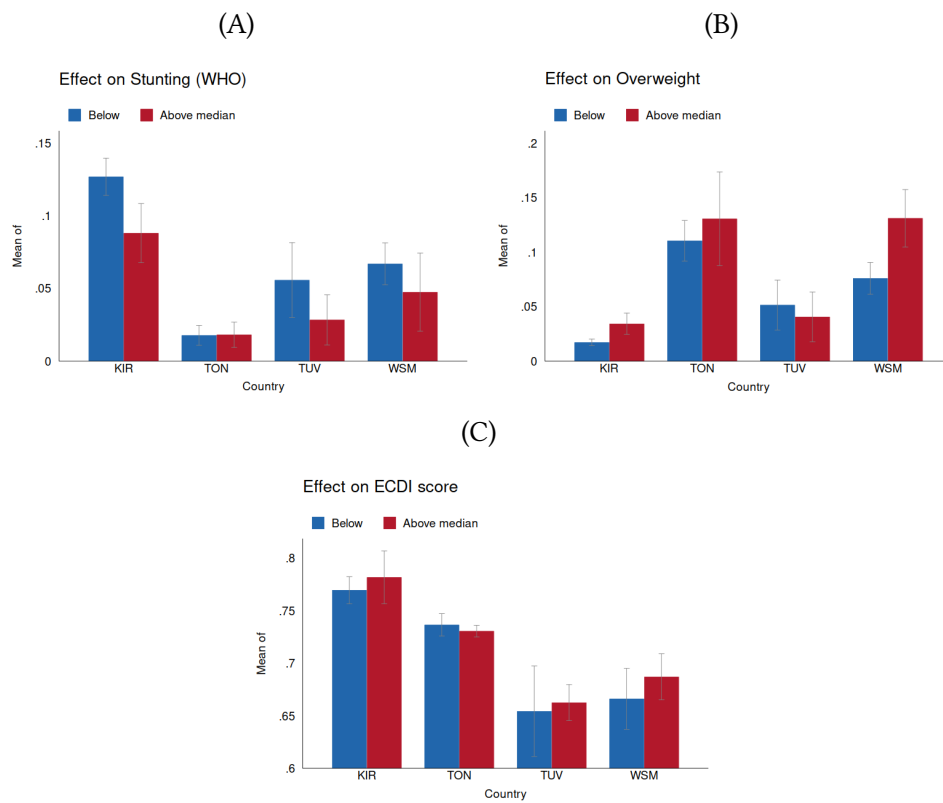 (A)
Effect on Stunting (WHO)
Below Above median
.15
.1
.05
0
Mean of
KIR TON TUV WSM
Country
(B)
Effect on Overweight
Below Above median
.2
.15
.1
.05
0
Mean of
KIR TON TUV WSM
Country
(C)
Effect on ECDI score
Below Above median
.8
.75
.7
.65
.6
Mean of
KIR TON TUV WSM
Country